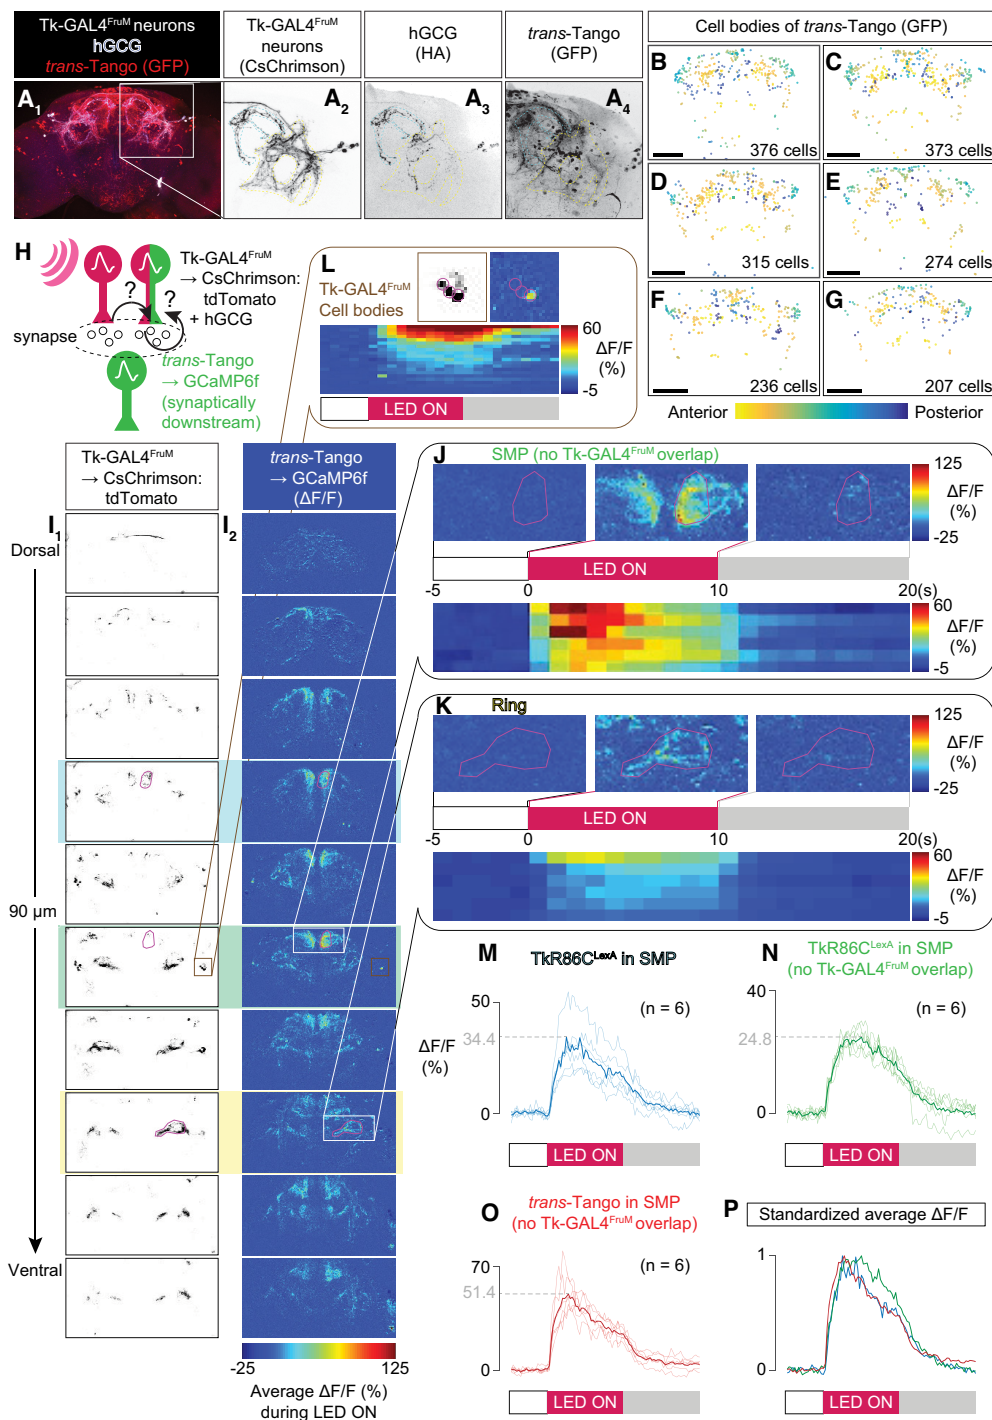 Tk-GAL4FruM neurons
hGCG
trans-Tango (GFP)
Tk-GAL4FruM
neurons
(CsChrimson)
hGCG
(HA)
trans-Tango
(GFP)
Cell bodies of trans-Tango (GFP)
A1
A2
A3
A4
B
376 cells
C
373 cells
D
315 cells
E
274 cells
F
236 cells
G
207 cells
Anterior
Posterior
H
Tk-GAL4FruM
→ CsChrimson:
tdTomato
+ hGCG
?
?
synapse
trans-Tango
→ GCaMP6f
(synaptically
downstream)
L
Tk-GAL4FruM
Cell bodies
60
ΔF/F
(%)
-5
LED ON
Tk-GAL4FruM
→ CsChrimson:
tdTomato
trans-Tango
→ GCaMP6f
(ΔF/F)
I1
I2
Dorsal
90 µm
Ventral
-25
125
Average ΔF/F (%)
during LED ON
J
SMP (no Tk-GAL4FruM overlap)
125
ΔF/F
(%)
-25
LED ON
-5
0
10
20(s)
60
ΔF/F
(%)
-5
K
Ring
125
ΔF/F
(%)
-25
LED ON
-5
0
10
20(s)
60
ΔF/F
(%)
-5
M
TkR86CLexA in SMP
50
(n = 6)
34.4
ΔF/F
(%)
0
LED ON
N
TkR86CLexA in SMP
(no Tk-GAL4FruM overlap)
40
(n = 6)
24.8
0
LED ON
O
trans-Tango in SMP
(no Tk-GAL4FruM overlap)
70
(n = 6)
51.4
0
LED ON
P
Standardized average ΔF/F
1
0
LED ON